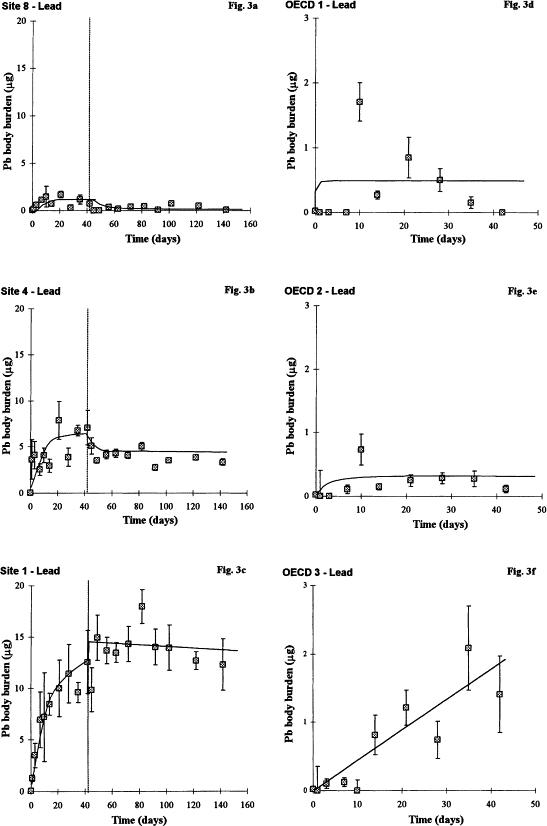 Site 8 - Lead Fig. 3a
20
15
10
5
0
Pb body burden (µg)
0 20 40 60 80 100 120 140 160
Time (days)
OECD 1 - Lead Fig. 3d
3
2
1
0
Pb body burden (µg)
0 10 20 30 40 50
Time (days)
Site 4 - Lead Fig. 3b
20
15
10
5
0
Pb body burden (µg)
0 20 40 60 80 100 120 140 160
Time (days)
OECD 2 - Lead Fig. 3e
3
2
1
0
Pb body burden (µg)
0 10 20 30 40 50
Time (days)
Site 1 - Lead Fig. 3c
20
15
10
5
0
Pb body burden (µg)
0 20 40 60 80 100 120 140 160
Time (days)
OECD 3 - Lead Fig. 3f
3
2
1
0
Pb body burden (µg)
0 10 20 30 40 50
Time (days)